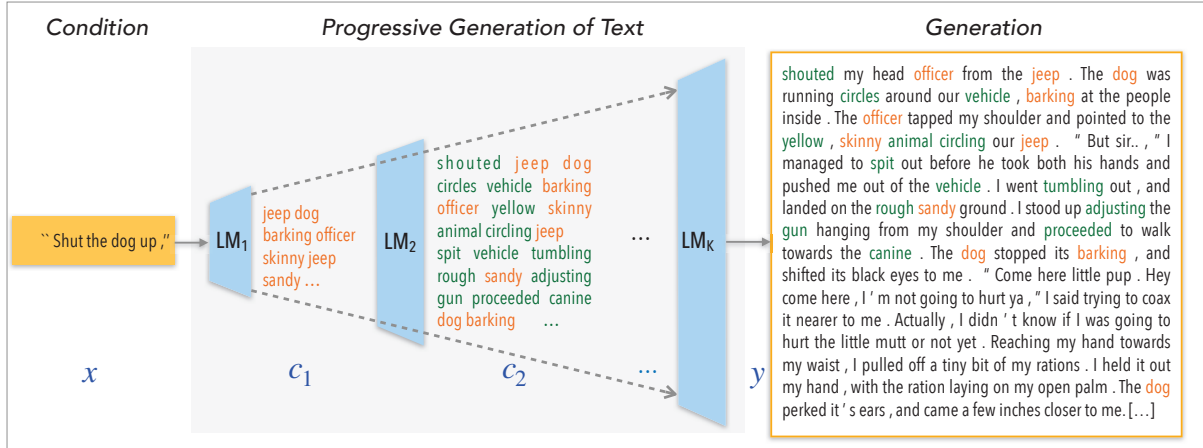 Condition
Progressive Generation of Text
Generation
`` Shut the dog up ,”
LM1
jeep dog
barking officer
skinny jeep
sandy ...
LM2
shouted jeep dog
circles vehicle barking
officer yellow skinny
animal circling jeep
spit vehicle tumbling
rough sandy adjusting
gun proceeded canine
dog barking ...
...
LMK
shouted my head officer from the jeep . The dog was
running circles around our vehicle , barking at the people
inside . The officer tapped my shoulder and pointed to the
yellow , skinny animal circling our jeep . “ But sir.. , “ I
managed to spit out before he took both his hands and
pushed me out of the vehicle . I went tumbling out , and
landed on the rough sandy ground . I stood up adjusting the
gun hanging from my shoulder and proceeded to walk
towards the canine . The dog stopped its barking , and
shifted its black eyes to me . “ Come here little pup . Hey
come here , I ' m not going to hurt ya , “ I said trying to coax
it nearer to me . Actually , I didn ' t know if I was going to
hurt the little mutt or not yet . Reaching my hand towards
my waist , I pulled off a tiny bit of my rations . I held it out
my hand , with the ration laying on my open palm . The dog
perked it ' s ears , and came a few inches closer to me. [...]
x
c1
c2
...
y